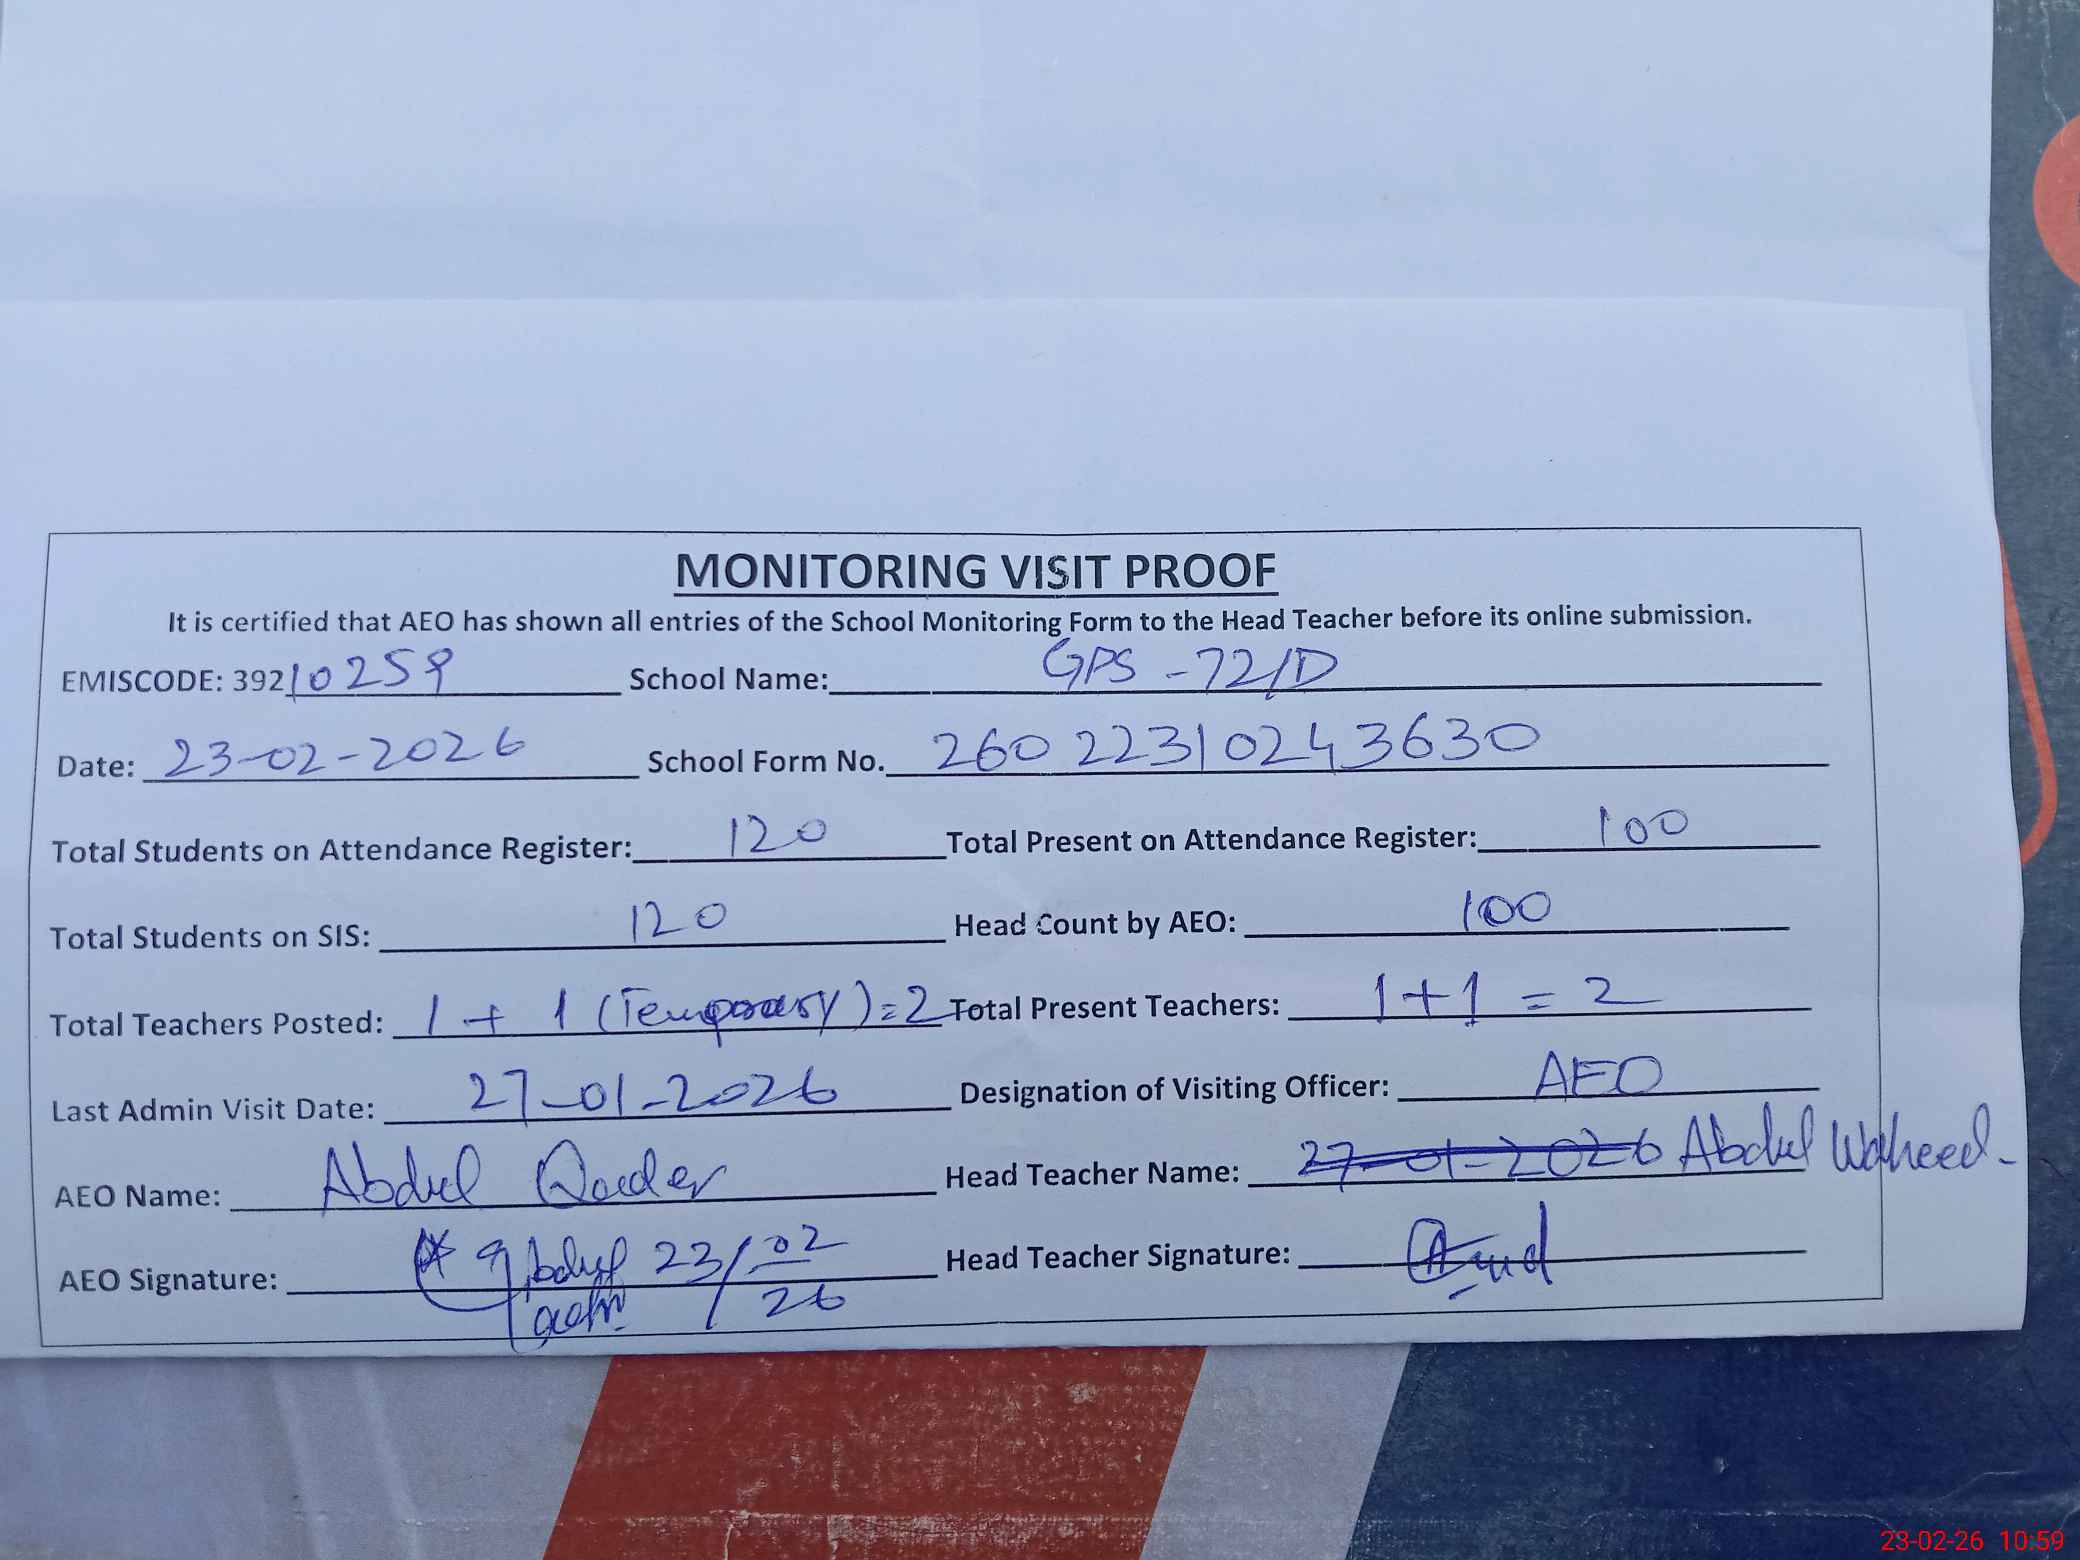 MONITORING VISIT PROOF
It is certified that AEO has shown all entries of the School Monitoring Form to the Head Teacher before its online submission.
EMISCODE: 39210259 School Name: GPS -72/D
Date: 23-02-2026 School Form No. 260 2231 0243630
Total Students on Attendance Register: 120 Total Present on Attendance Register: 100
Total Students on SIS: 120 Head Count by AEO: 100
Total Teachers Posted: 1 + 1 (Temporary) = 2 Total Present Teachers: 1+1 = 2
Last Admin Visit Date: 27-01-2026 Designation of Visiting Officer: AEO
AEO Name: Abdul Qader Head Teacher Name: 27-01-2026 Abdul Waheed
AEO Signature: 23/02/26 Head Teacher Signature:
23-02-26 10:59